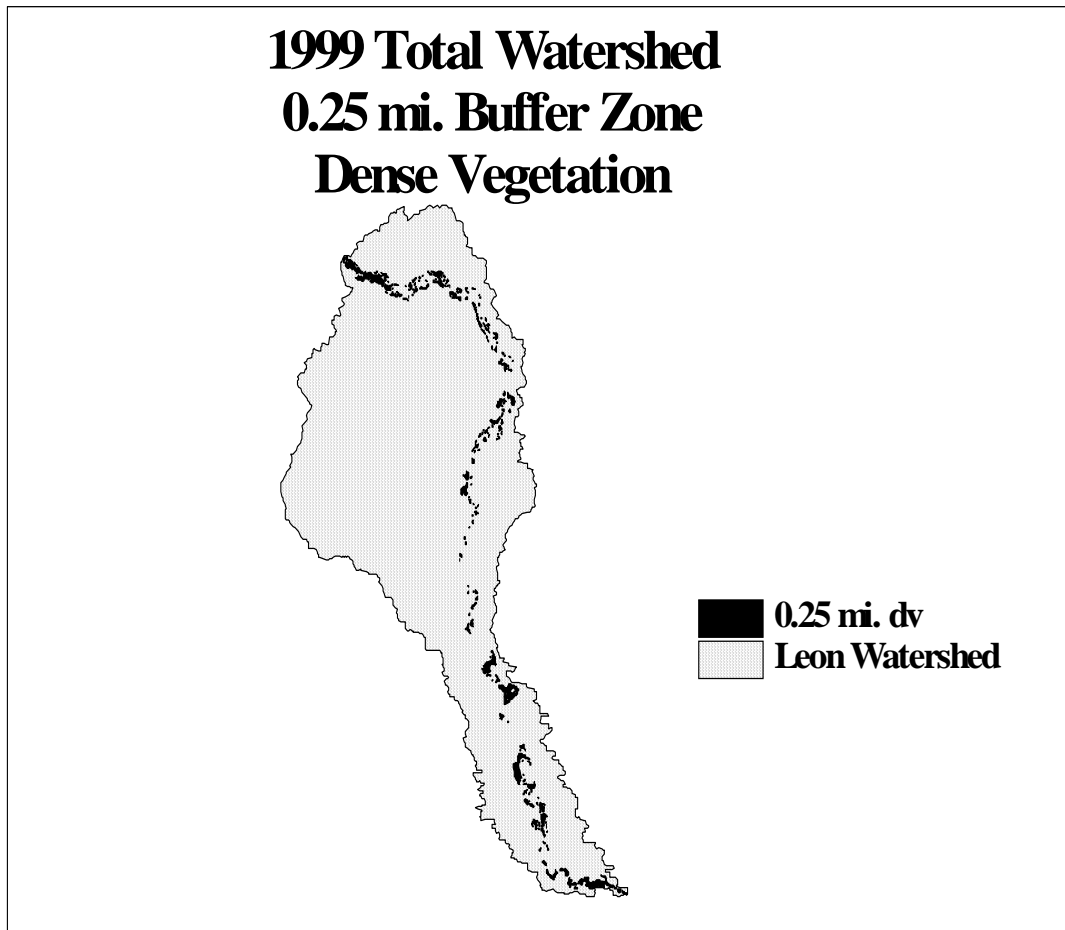 1999 Total Watershed
0.25 mi. Buffer Zone
Dense Vegetation
0.25 mi. dv
Leon Watershed